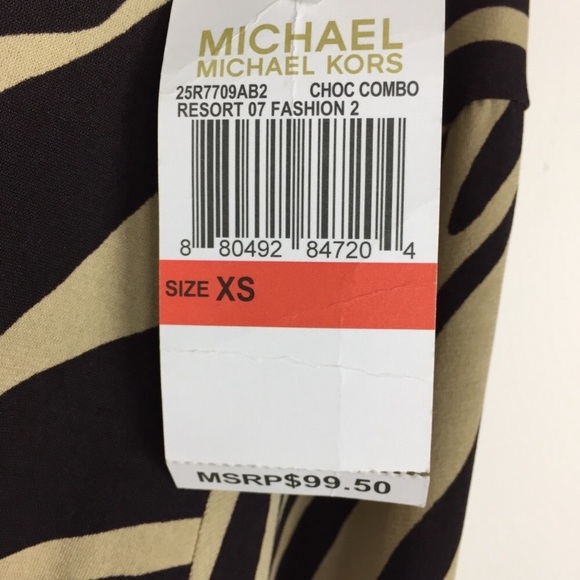 MICHAEL
MICHAEL KORS
25R7709AB2 CHOC COMBO
RESORT 07 FASHION 2
8 80492 84720 4
SIZE XS
MSRP$99.50